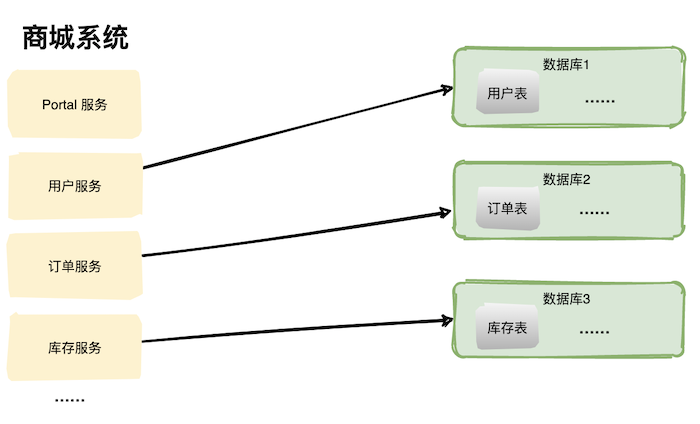 商城系统
Portal 服务
用户服务
订单服务
库存服务
......
数据库1
用户表
......
数据库2
订单表
......
数据库3
库存表
......